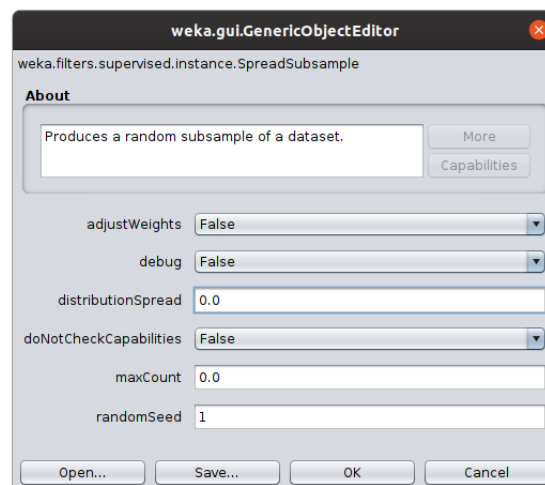 weka.gui.GenericObjectEditor
weka.filters.supervised.instance.SpreadSubsample
About
Produces a random subsample of a dataset.
More
Capabilities
adjustWeights False
debug False
distributionSpread 0.0
doNotCheckCapabilities False
maxCount 0.0
randomSeed 1
Open... Save... OK Cancel